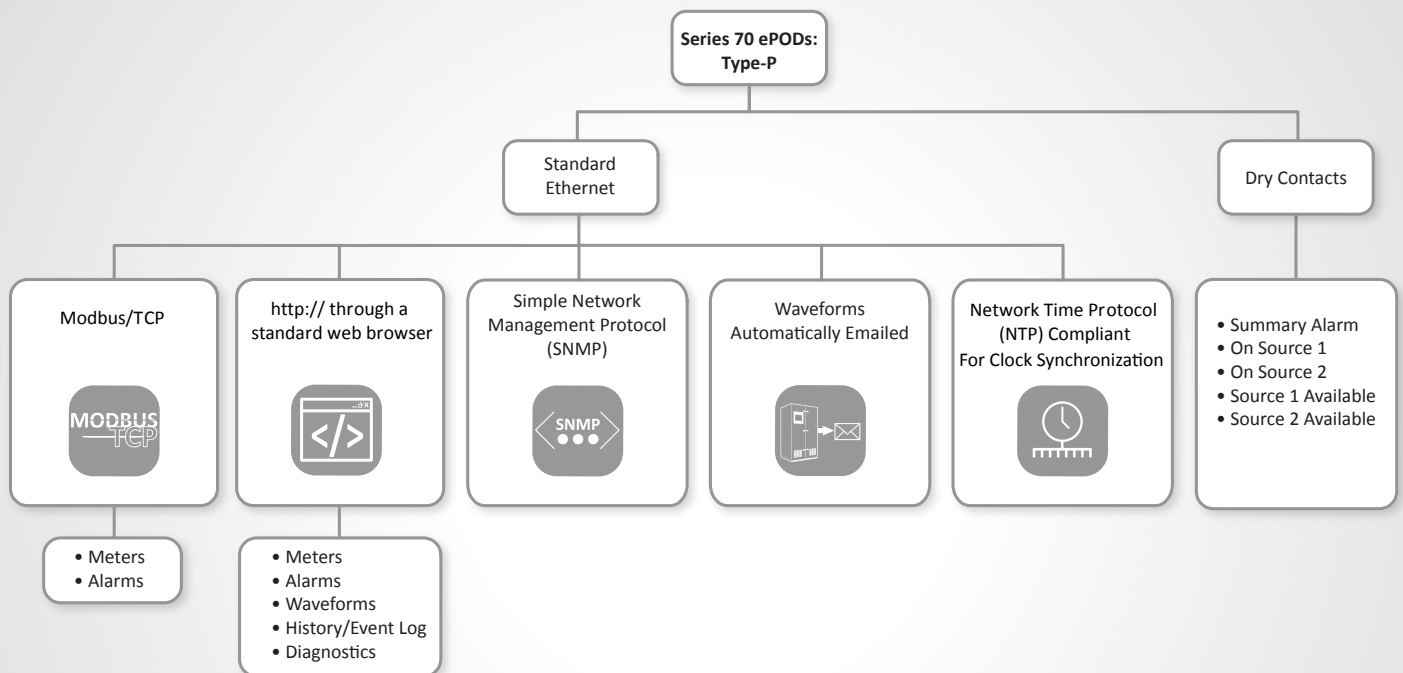 Series 70 ePODs:
Type-P
Standard
Ethernet
Dry Contacts
Modbus/TCP
MODBUS
TCP
http:// through a
standard web browser
</>
Simple Network
Management Protocol
(SNMP)
SNMP
Waveforms
Automatically Emailed
Network Time Protocol
(NTP) Compliant
For Clock Synchronization
• Summary Alarm
• On Source 1
• On Source 2
• Source 1 Available
• Source 2 Available
• Meters
• Alarms
• Meters
• Alarms
• Waveforms
• History/Event Log
• Diagnostics